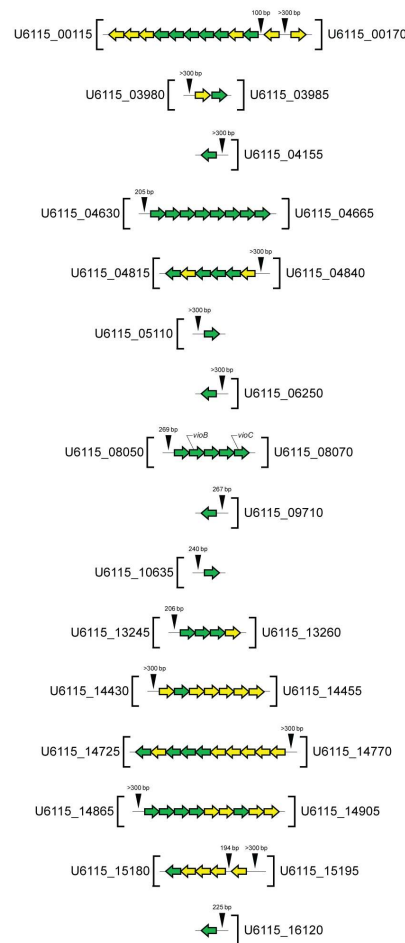 100 bp >300 bp
U6115_00115 U6115_00170
>300 bp
U6115_03980 U6115_03985
>300 bp
U6115_04155
205 bp
U6115_04630 U6115_04665
>300 bp
U6115_04815 U6115_04840
>300 bp
U6115_05110
>300 bp
U6115_06250
269 bp vioB vioC
U6115_08050 U6115_08070
267 bp
U6115_09710
240 bp
U6115_10635
206 bp
U6115_13245 U6115_13260
>300 bp
U6115_14430 U6115_14455
>300 bp
U6115_14725 U6115_14770
>300 bp
U6115_14865 U6115_14905
194 bp >300 bp
U6115_15180 U6115_15195
225 bp
U6115_16120